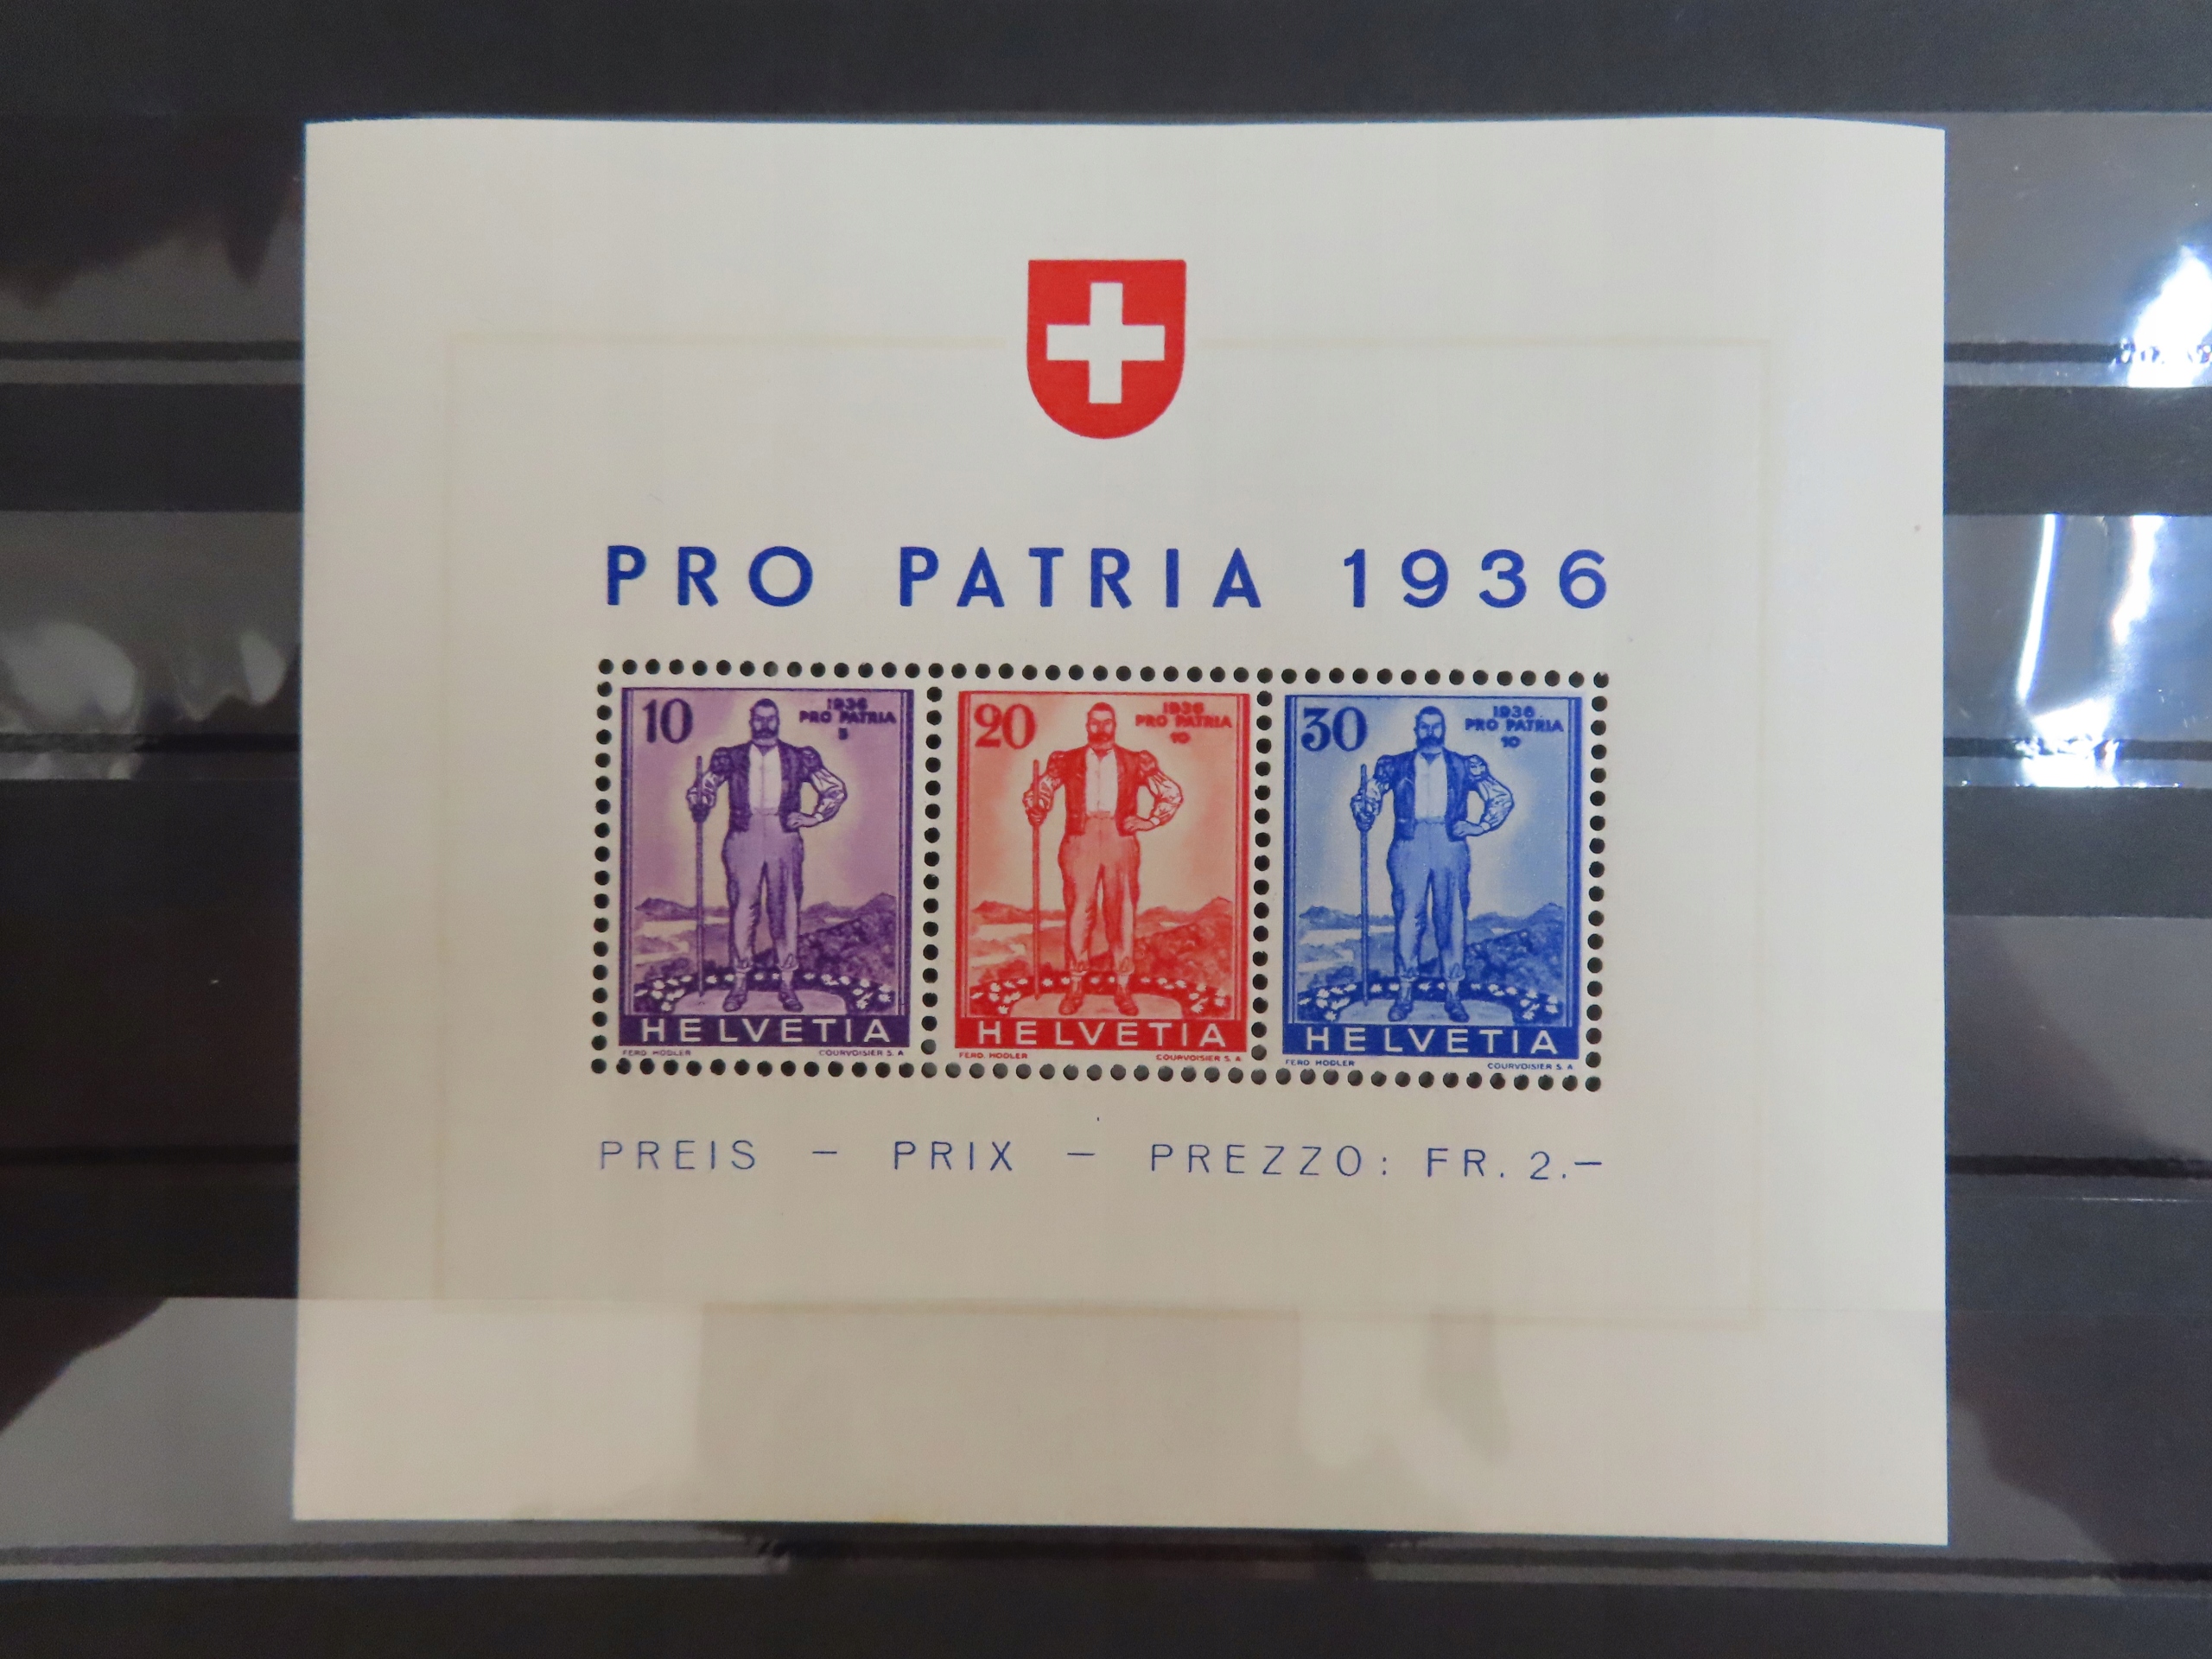 PRO PATRIA 1936
10 1936
PRO PATRIA
5
HELVETIA
FERD. HODLER COURVOISIER S. A
20 1936
PRO PATRIA
10
HELVETIA
FERD. HODLER COURVOISIER S. A
30 1936
PRO PATRIA
10
HELVETIA
FERD HODLER COURVOISIER S. A
PREIS – PRIX – PREZZO: FR. 2.–